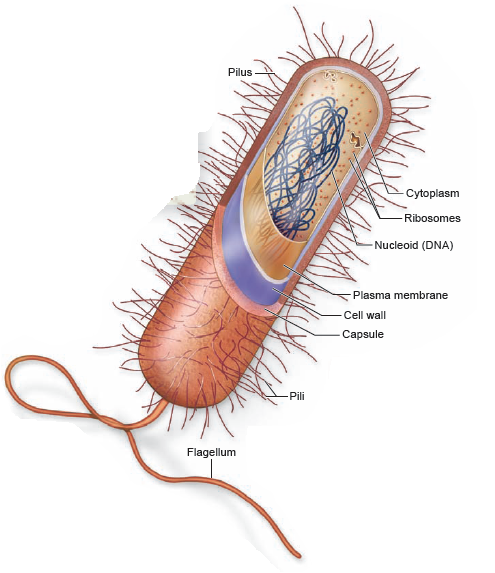 Pilus
Cytoplasm
Ribosomes
Nucleoid (DNA)
Plasma membrane
Cell wall
Capsule
Pili
Flagellum